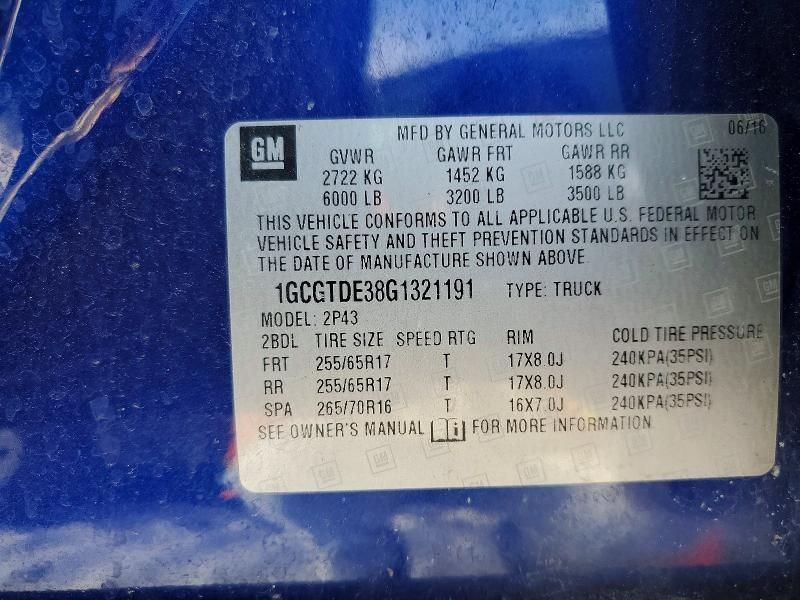 GM MFD BY GENERAL MOTORS LLC 06/16
GVWR GAWR FRT GAWR RR
2722 KG 1452 KG 1588 KG
6000 LB 3200 LB 3500 LB
THIS VEHICLE CONFORMS TO ALL APPLICABLE U.S. FEDERAL MOTOR
VEHICLE SAFETY AND THEFT PREVENTION STANDARDS IN EFFECT ON
THE DATE OF MANUFACTURE SHOWN ABOVE.
1GCGTDE38G1321191 TYPE: TRUCK
MODEL: 2P43
2BDL TIRE SIZE SPEED RTG RIM COLD TIRE PRESSURE
FRT 255/65R17 T 17X8.0J 240KPA(35PSI)
RR 255/65R17 T 17X8.0J 240KPA(35PSI)
SPA 265/70R16 T 16X7.0J 240KPA(35PSI)
SEE OWNER'S MANUAL i FOR MORE INFORMATION